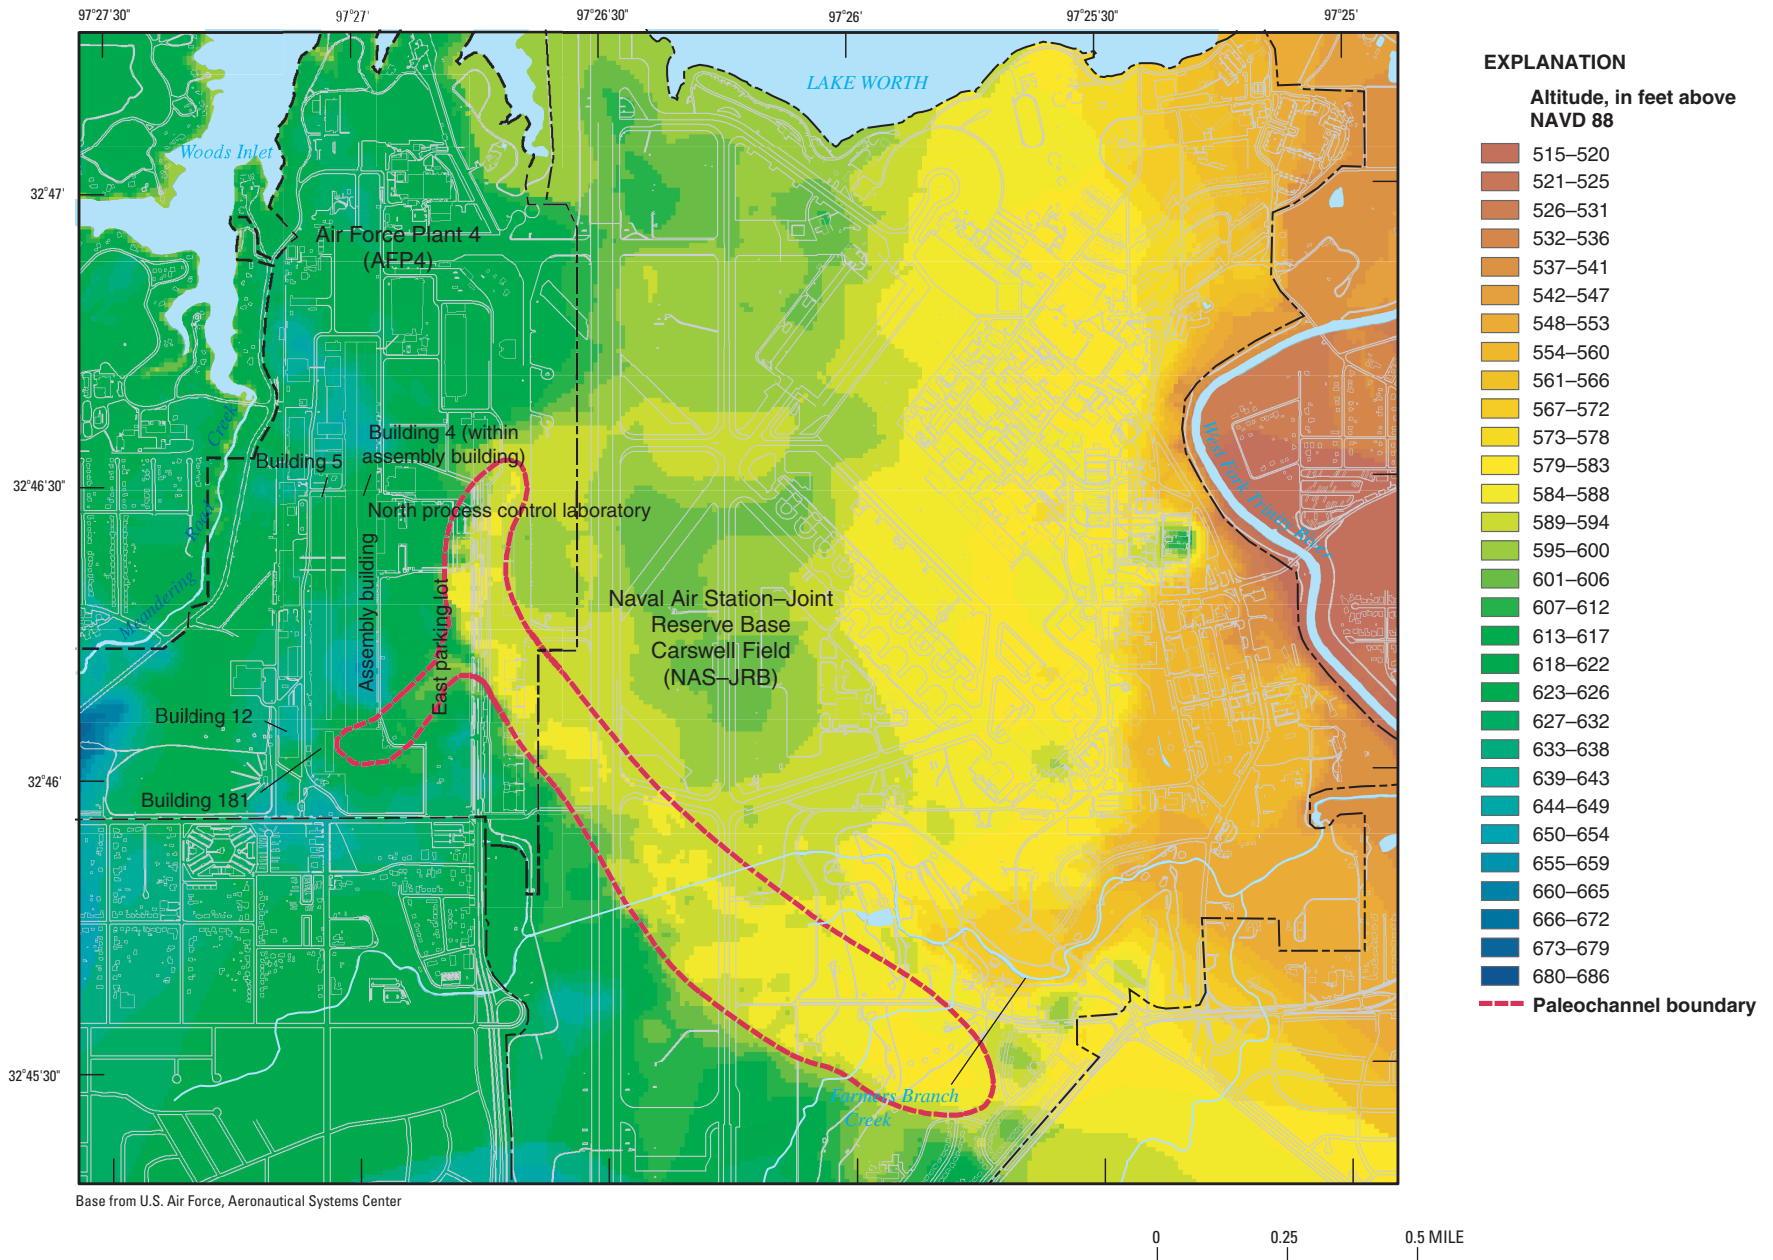 97°27'30"
97°27'
97°26'30"
97°26'
97°25'30"
97°25'
32°47'
32°46'30"
32°46'
32°45'30"
LAKE WORTH
Woods Inlet
Air Force Plant 4
(AFP4)
Building 4 (within
assembly building)
Building 5
North process control laboratory
Meandering Road Creek
Assembly building
East parking lot
Naval Air Station–Joint
Reserve Base
Carswell Field
(NAS–JRB)
West Fork Trinity River
Building 12
Building 181
Farmers Branch
Creek
EXPLANATION
Altitude, in feet above
NAVD 88
515–520
521–525
526–531
532–536
537–541
542–547
548–553
554–560
561–566
567–572
573–578
579–583
584–588
589–594
595–600
601–606
607–612
613–617
618–622
623–626
627–632
633–638
639–643
644–649
650–654
655–659
660–665
666–672
673–679
680–686
Paleochannel boundary
Base from U.S. Air Force, Aeronautical Systems Center
0 0.25 0.5 MILE